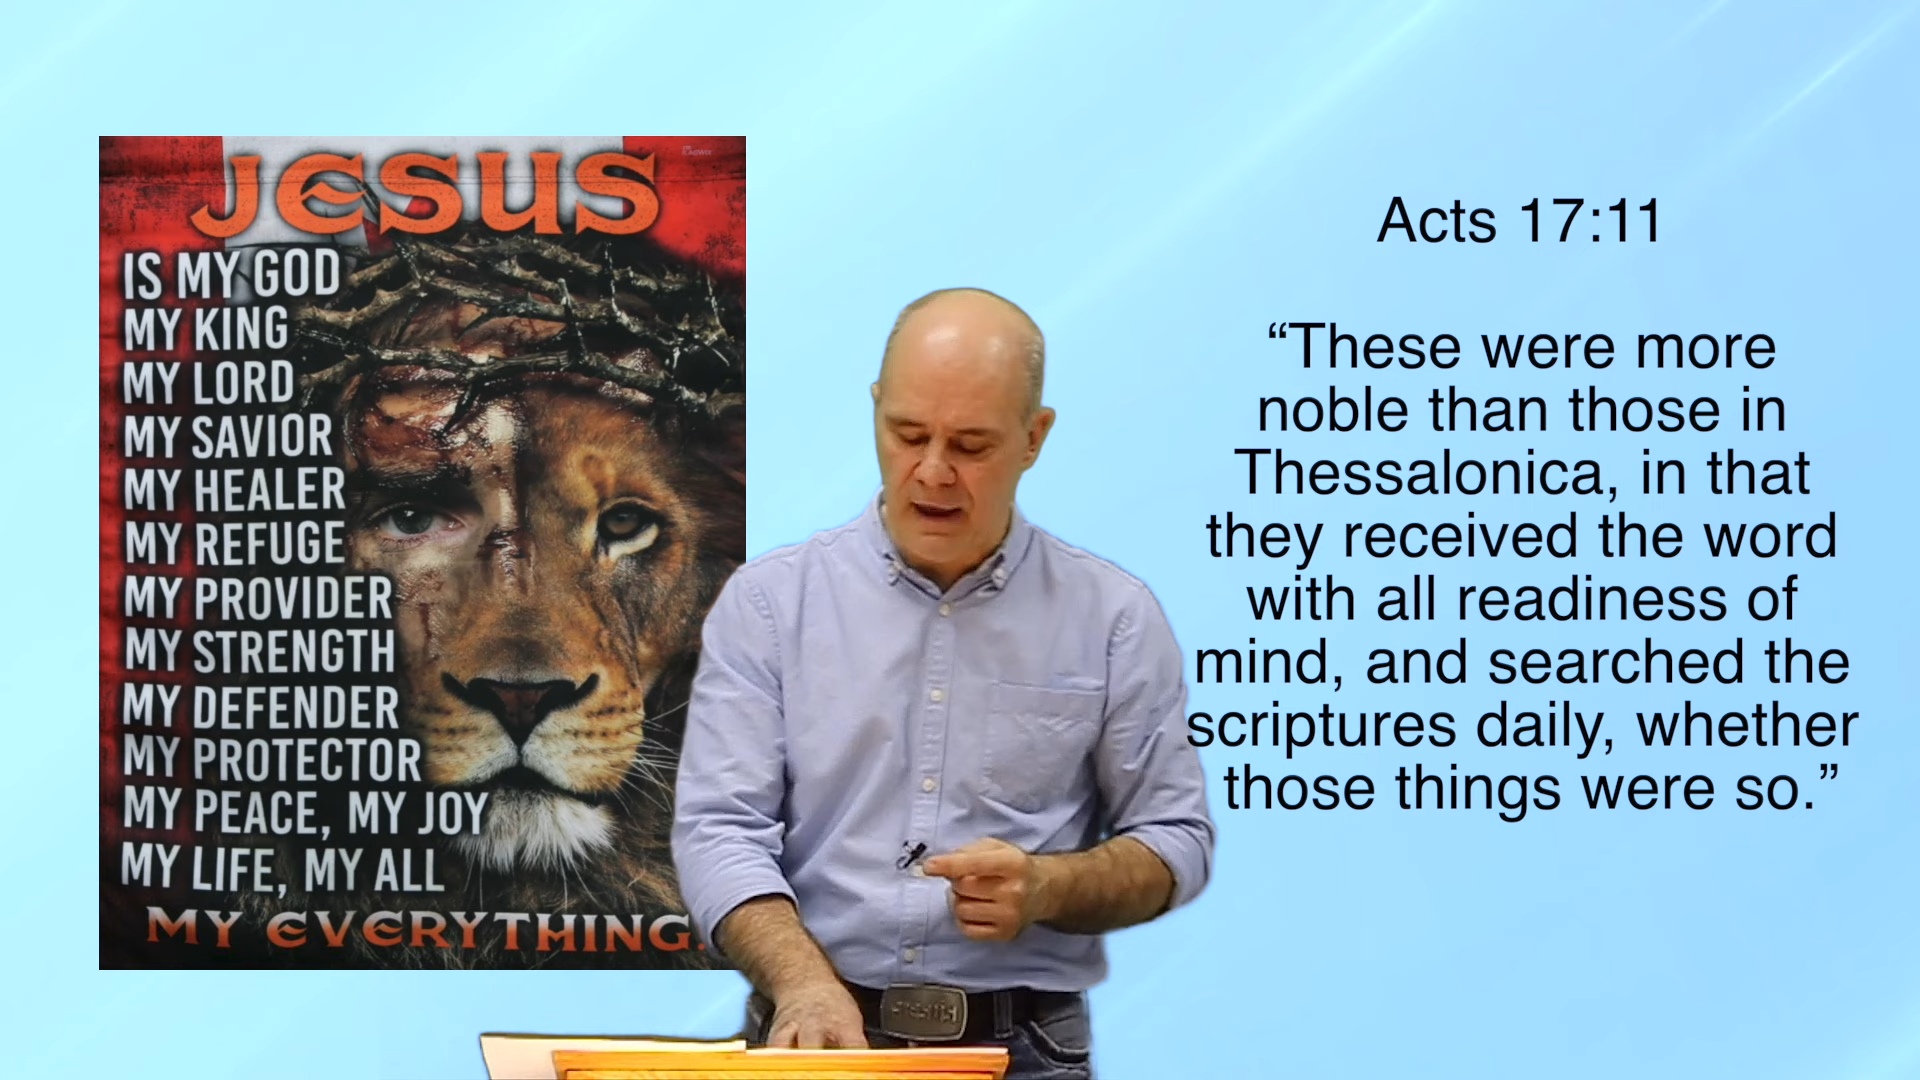 JESUS
IS MY GOD
MY KING
MY LORD
MY SAVIOR
MY HEALER
MY REFUGE
MY PROVIDER
MY STRENGTH
MY DEFENDER
MY PROTECTOR
MY PEACE, MY JOY
MY LIFE, MY ALL
MY EVERYTHING.
Acts 17:11
“These were more
noble than those in
Thessalonica, in that
they received the word
with all readiness of
mind, and searched the
scriptures daily, whether
those things were so.”